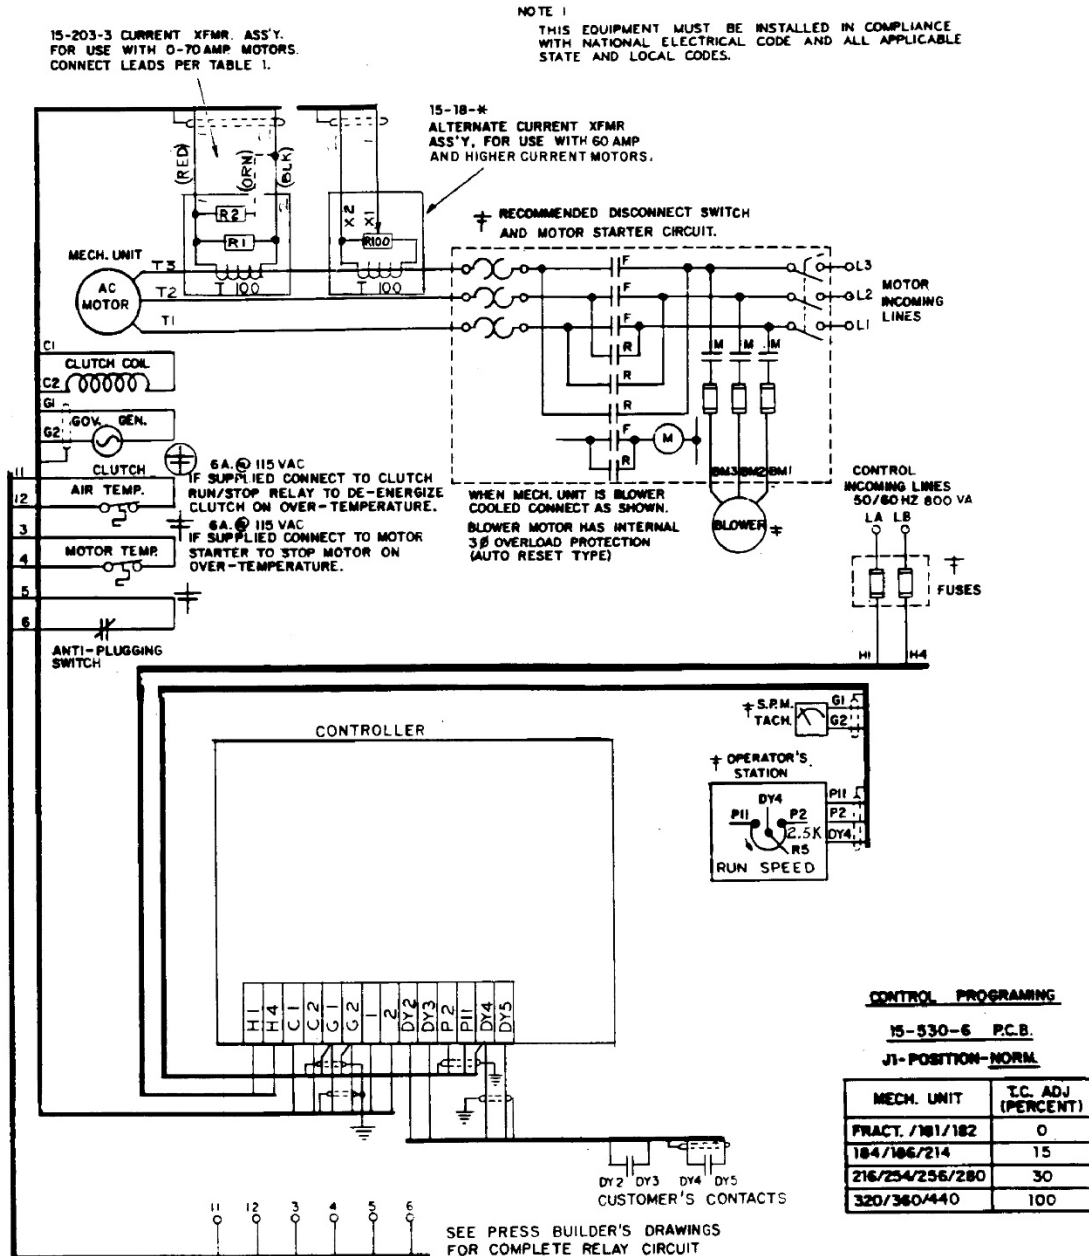 NOTE 1
THIS EQUIPMENT MUST BE INSTALLED IN COMPLIANCE
WITH NATIONAL ELECTRICAL CODE AND ALL APPLICABLE
STATE AND LOCAL CODES.
15-203-3 CURRENT XFMR. ASS'Y.
FOR USE WITH 0-70 AMP. MOTORS.
CONNECT LEADS PER TABLE 1.
15-18-*
ALTERNATE CURRENT XFMR
ASS'Y, FOR USE WITH 60 AMP
AND HIGHER CURRENT MOTORS.
(RED)
(ORN)
(BLK)
R2
R1
T 100
X2
X1
R100
T 100
RECOMMENDED DISCONNECT SWITCH
AND MOTOR STARTER CIRCUIT.
MECH. UNIT
AC
MOTOR
T3
T2
T1
F
F
F
R
R
R
F
R
M
M
M
M
L3
L2
L1
MOTOR
INCOMING
LINES
BM3
BM2
BM1
BLOWER
WHEN MECH. UNIT IS BLOWER
COOLED CONNECT AS SHOWN.
BLOWER MOTOR HAS INTERNAL
3Ø OVERLOAD PROTECTION
(AUTO RESET TYPE)
C1
CLUTCH COIL
C2
G1
GOV. GEN.
G2
11
CLUTCH
AIR TEMP.
12
6A.@ 115 VAC
IF SUPPLIED CONNECT TO CLUTCH
RUN/STOP RELAY TO DE-ENERGIZE
CLUTCH ON OVER-TEMPERATURE.
3
MOTOR TEMP.
4
6A.@ 115 VAC
IF SUPPLIED CONNECT TO MOTOR
STARTER TO STOP MOTOR ON
OVER-TEMPERATURE.
5
6
ANTI-PLUGGING
SWITCH
CONTROL
INCOMING LINES
50/60 HZ 800 VA
LA LB
FUSES
H1 H4
S.P.M.
TACH.
G1
G2
OPERATOR'S
STATION
DY4
P11
P2
2.5K
R5
RUN SPEED
P11
P2
DY4
CONTROLLER
H1
H4
C1
C2
G1
G2
1
2
DY2
DY3
P2
P11
DY4
DY5
DY2 DY3 DY4 DY5
CUSTOMER'S CONTACTS
11 12 3 4 5 6
SEE PRESS BUILDER'S DRAWINGS
FOR COMPLETE RELAY CIRCUIT
CONTROL PROGRAMING
15-530-6 P.C.B.
J1-POSITION-NORM.
MECH. UNIT T.C. ADJ (PERCENT)
FRACT. /181/182 0
184/186/214 15
216/254/256/280 30
320/360/440 100